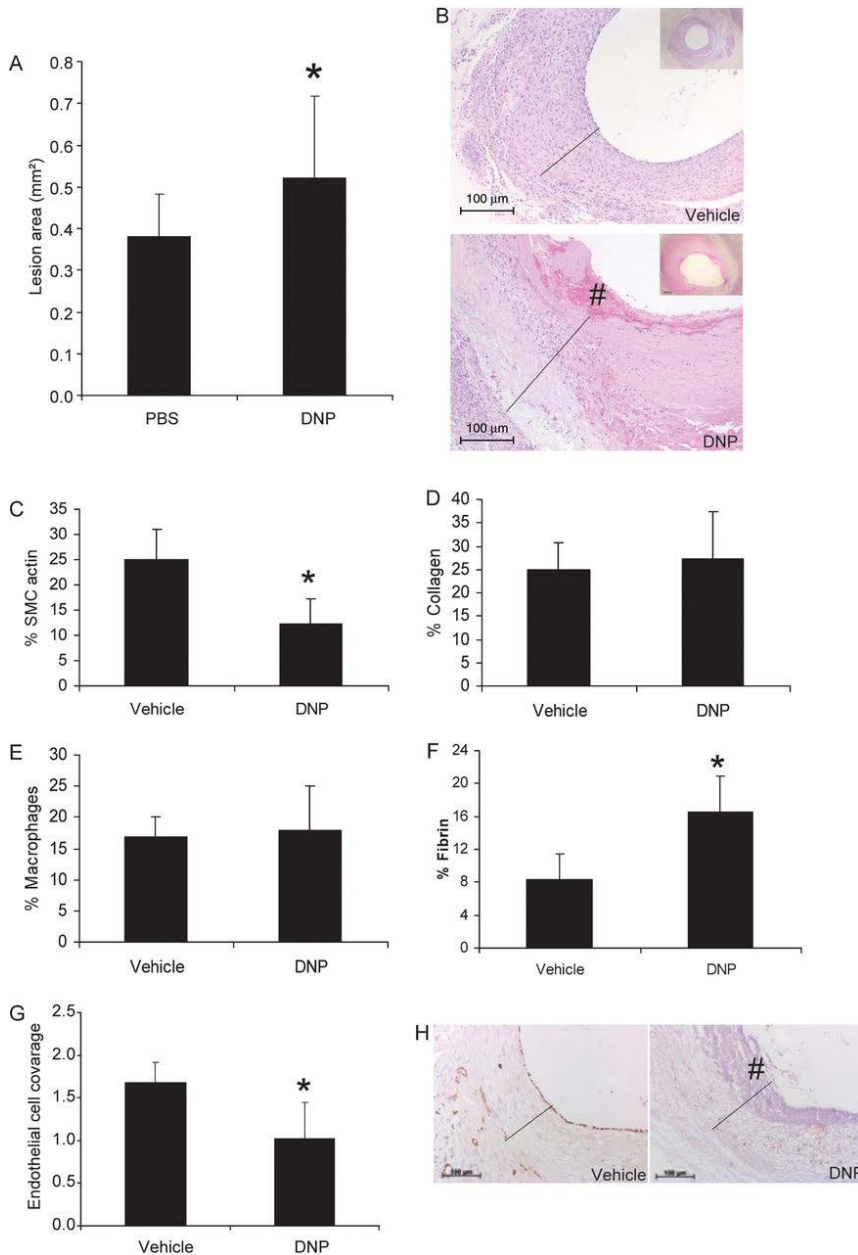 A
Lesion area (mm²)
0.8
0.7
0.6
0.5
0.4
0.3
0.2
0.1
0.0
*
PBS
DNP
B
100 µm
Vehicle
#
100 µm
DNP
C
% SMC actin
35
30
25
20
15
10
5
0
*
Vehicle
DNP
D
% Collagen
40
35
30
25
20
15
10
5
0
Vehicle
DNP
E
% Macrophages
30
25
20
15
10
5
0
Vehicle
DNP
F
% Fibrin
24
20
16
12
8
4
0
*
Vehicle
DNP
G
Endothelial cell covarage
2.5
2.0
1.5
1.0
0.5
0.0
*
Vehicle
DNP
H
100 µm
Vehicle
#
100 µm
DNP